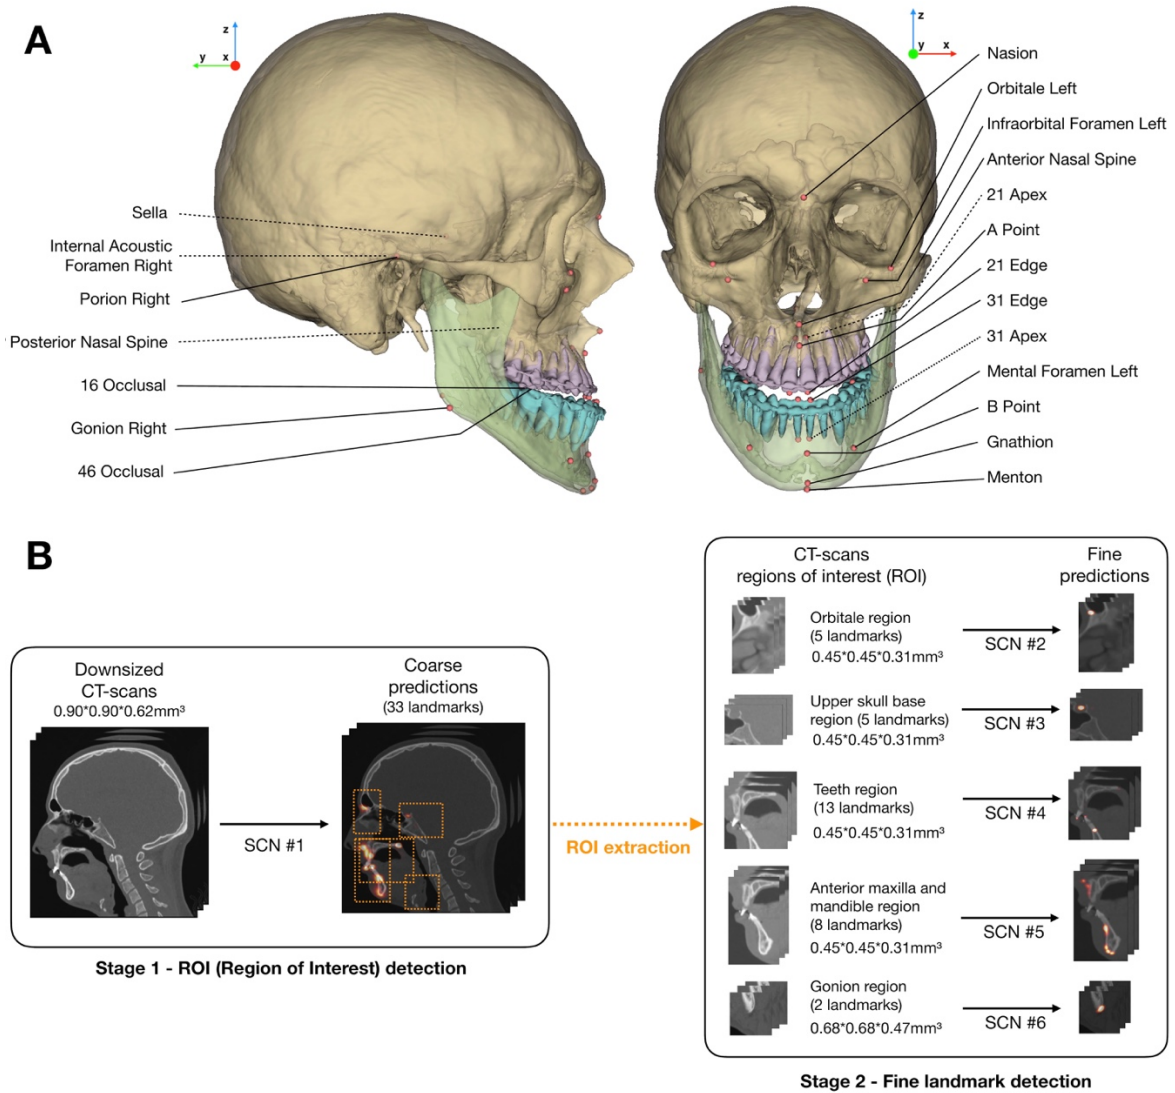 A
z
y x
z
y x
Nasion
Orbitale Left
Infraorbital Foramen Left
Anterior Nasal Spine
21 Apex
A Point
21 Edge
31 Edge
31 Apex
Mental Foramen Left
B Point
Gnathion
Menton
Sella
Internal Acoustic
Foramen Right
Porion Right
Posterior Nasal Spine
16 Occlusal
Gonion Right
46 Occlusal
B
Downsized
CT-scans
0.90*0.90*0.62mm³
SCN #1
Coarse
predictions
(33 landmarks)
Stage 1 - ROI (Region of Interest) detection
ROI extraction
CT-scans
regions of interest (ROI)
Fine
predictions
Orbitale region
(5 landmarks)
0.45*0.45*0.31mm³
SCN #2
Upper skull base
region (5 landmarks)
0.45*0.45*0.31mm³
SCN #3
Teeth region
(13 landmarks)
0.45*0.45*0.31mm³
SCN #4
Anterior maxilla and
mandible region
(8 landmarks)
0.45*0.45*0.31mm³
SCN #5
Gonion region
(2 landmarks)
0.68*0.68*0.47mm³
SCN #6
Stage 2 - Fine landmark detection